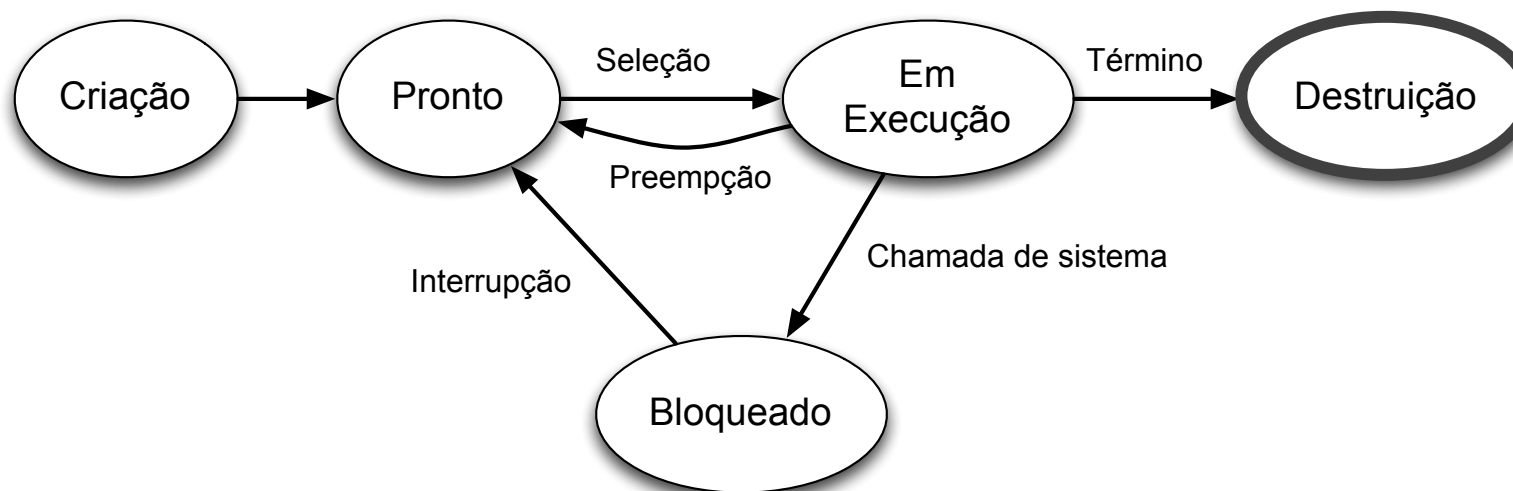 Criação
Pronto
Seleção
Em
Execução
Término
Destruição
Preempção
Interrupção
Chamada de sistema
Bloqueado